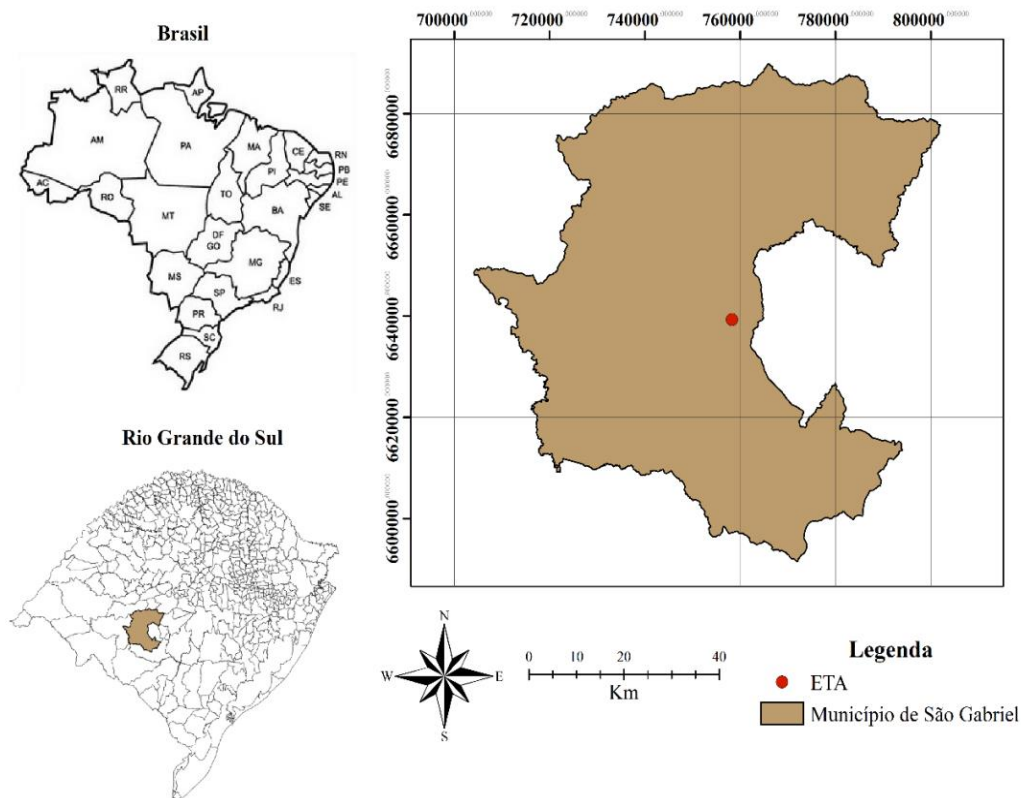 Brasil
RR
AP
AM
PA
MA
CE
RN
PB
PE
AL
SE
PI
AC
RO
TO
BA
MT
DF
GO
MG
ES
MS
SP
RJ
PR
SC
RS
Rio Grande do Sul
700000 720000 740000 760000 780000 800000
6680000
6660000
6640000
6620000
6600000
N
W E
S
0 5 10 20 30 40
Km
Legenda
ETA
Município de São Gabriel